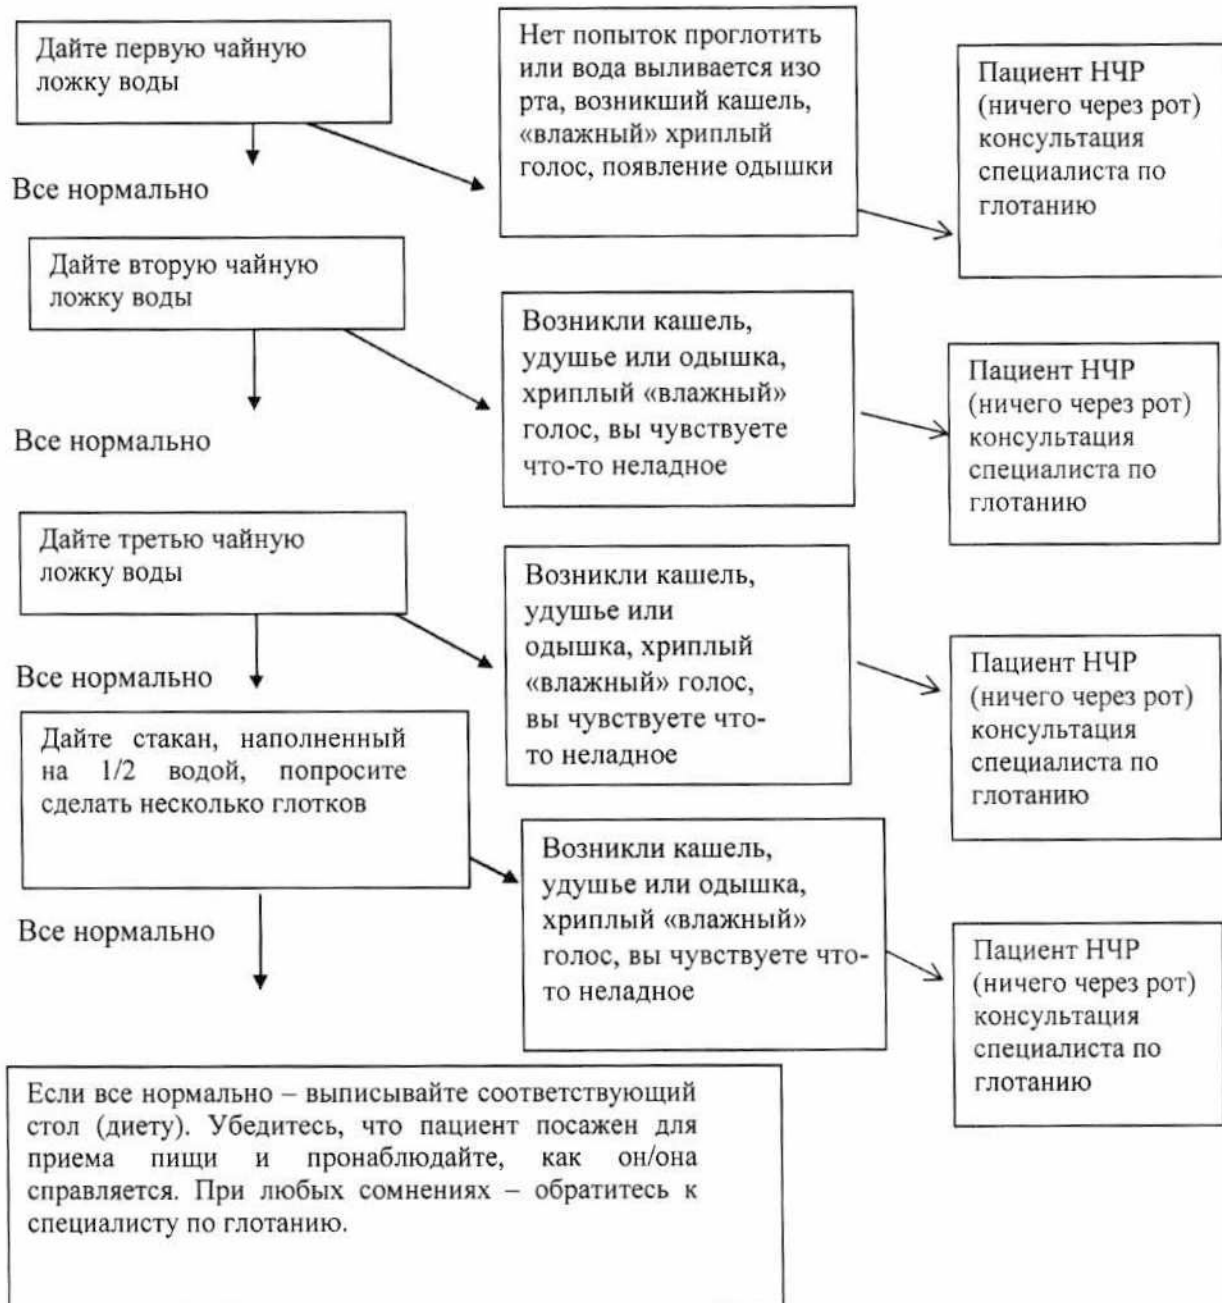 Дайте первую чайную
ложку воды
Нет попыток проглотить
или вода выливается изо
рта, возникший кашель,
«влажный» хриплый
голос, появление одышки
Пациент НЧР
(ничего через рот)
консультация
специалиста по
глотанию
Все нормально
Дайте вторую чайную
ложку воды
Возникли кашель,
удушье или одышка,
хриплый «влажный»
голос, вы чувствуете
что-то неладное
Пациент НЧР
(ничего через рот)
консультация
специалиста по
глотанию
Все нормально
Дайте третью чайную
ложку воды
Возникли кашель,
удушье или
одышка, хриплый
«влажный» голос,
вы чувствуете что-
то неладное
Пациент НЧР
(ничего через рот)
консультация
специалиста по
глотанию
Все нормально
Дайте стакан, наполненный
на 1/2 водой, попросите
сделать несколько глотков
Возникли кашель,
удушье или одышка,
хриплый «влажный»
голос, вы чувствуете что-
то неладное
Пациент НЧР
(ничего через рот)
консультация
специалиста по
глотанию
Все нормально
Если все нормально – выписывайте соответствующий
стол (диету). Убедитесь, что пациент посажен для
приема пищи и пронаблюдайте, как он/она
справляется. При любых сомнениях – обратитесь к
специалисту по глотанию.